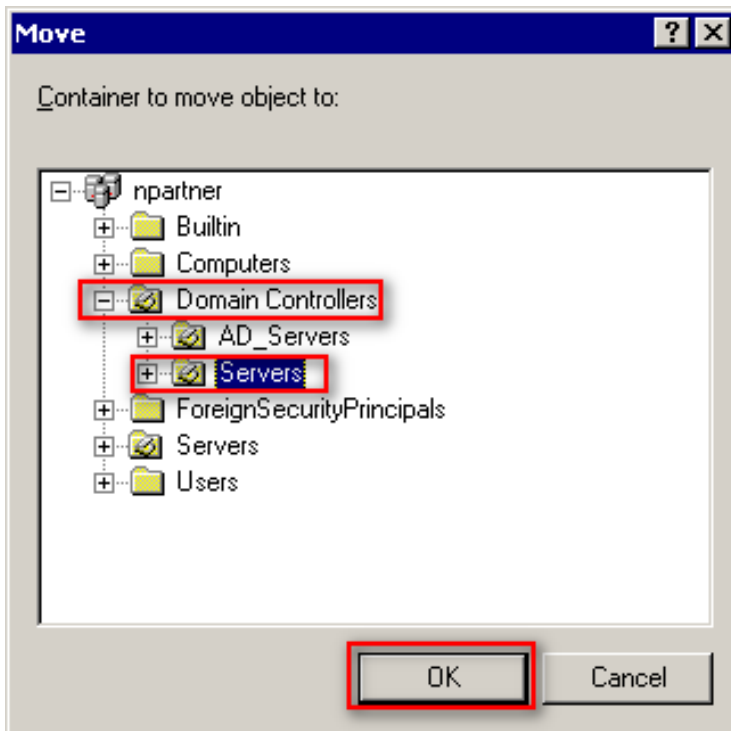 Move
Container to move object to:
npartner
Builtin
Computers
Domain Controllers
AD_Servers
Servers
ForeignSecurityPrincipals
Servers
Users
OK Cancel